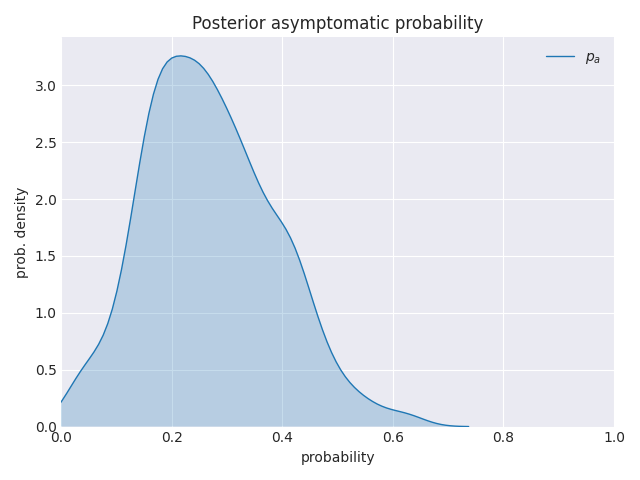 Posterior asymptomatic probability
pₐ
prob. density
3.0
2.5
2.0
1.5
1.0
0.5
0.0
0.0 0.2 0.4 0.6 0.8 1.0
probability